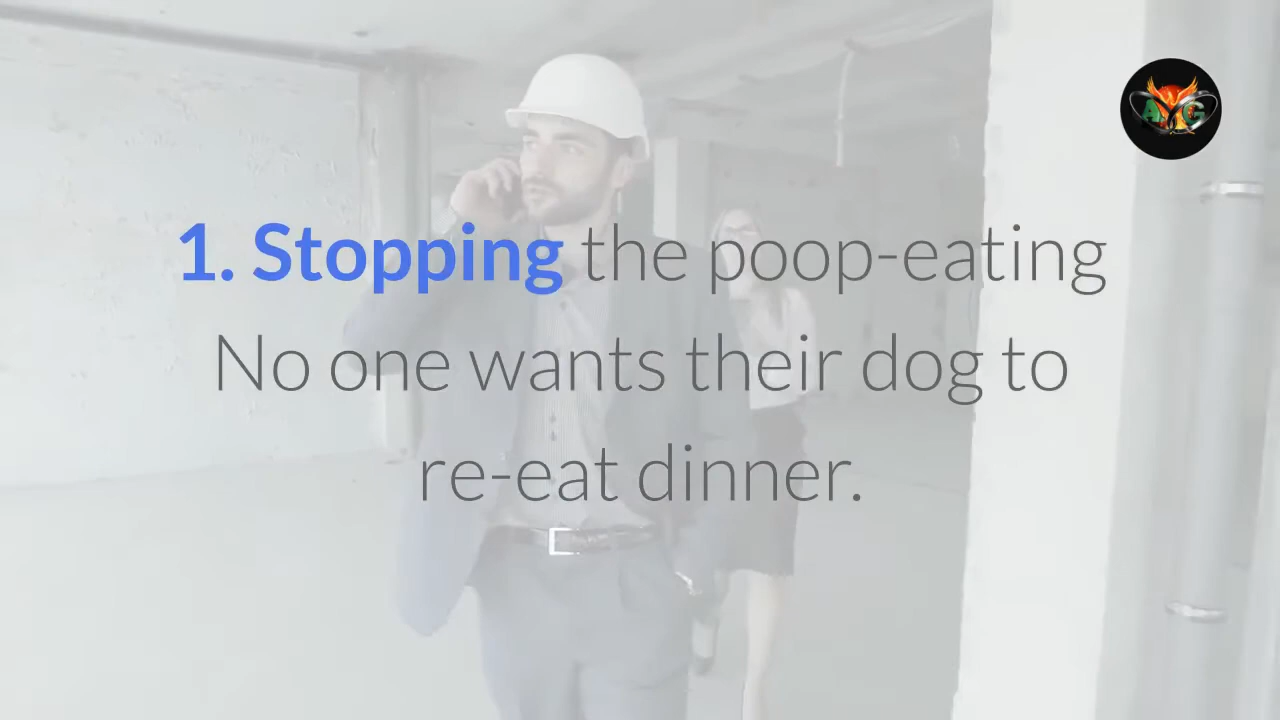 1. Stopping the poop-eating
No one wants their dog to
re-eat dinner.
A G